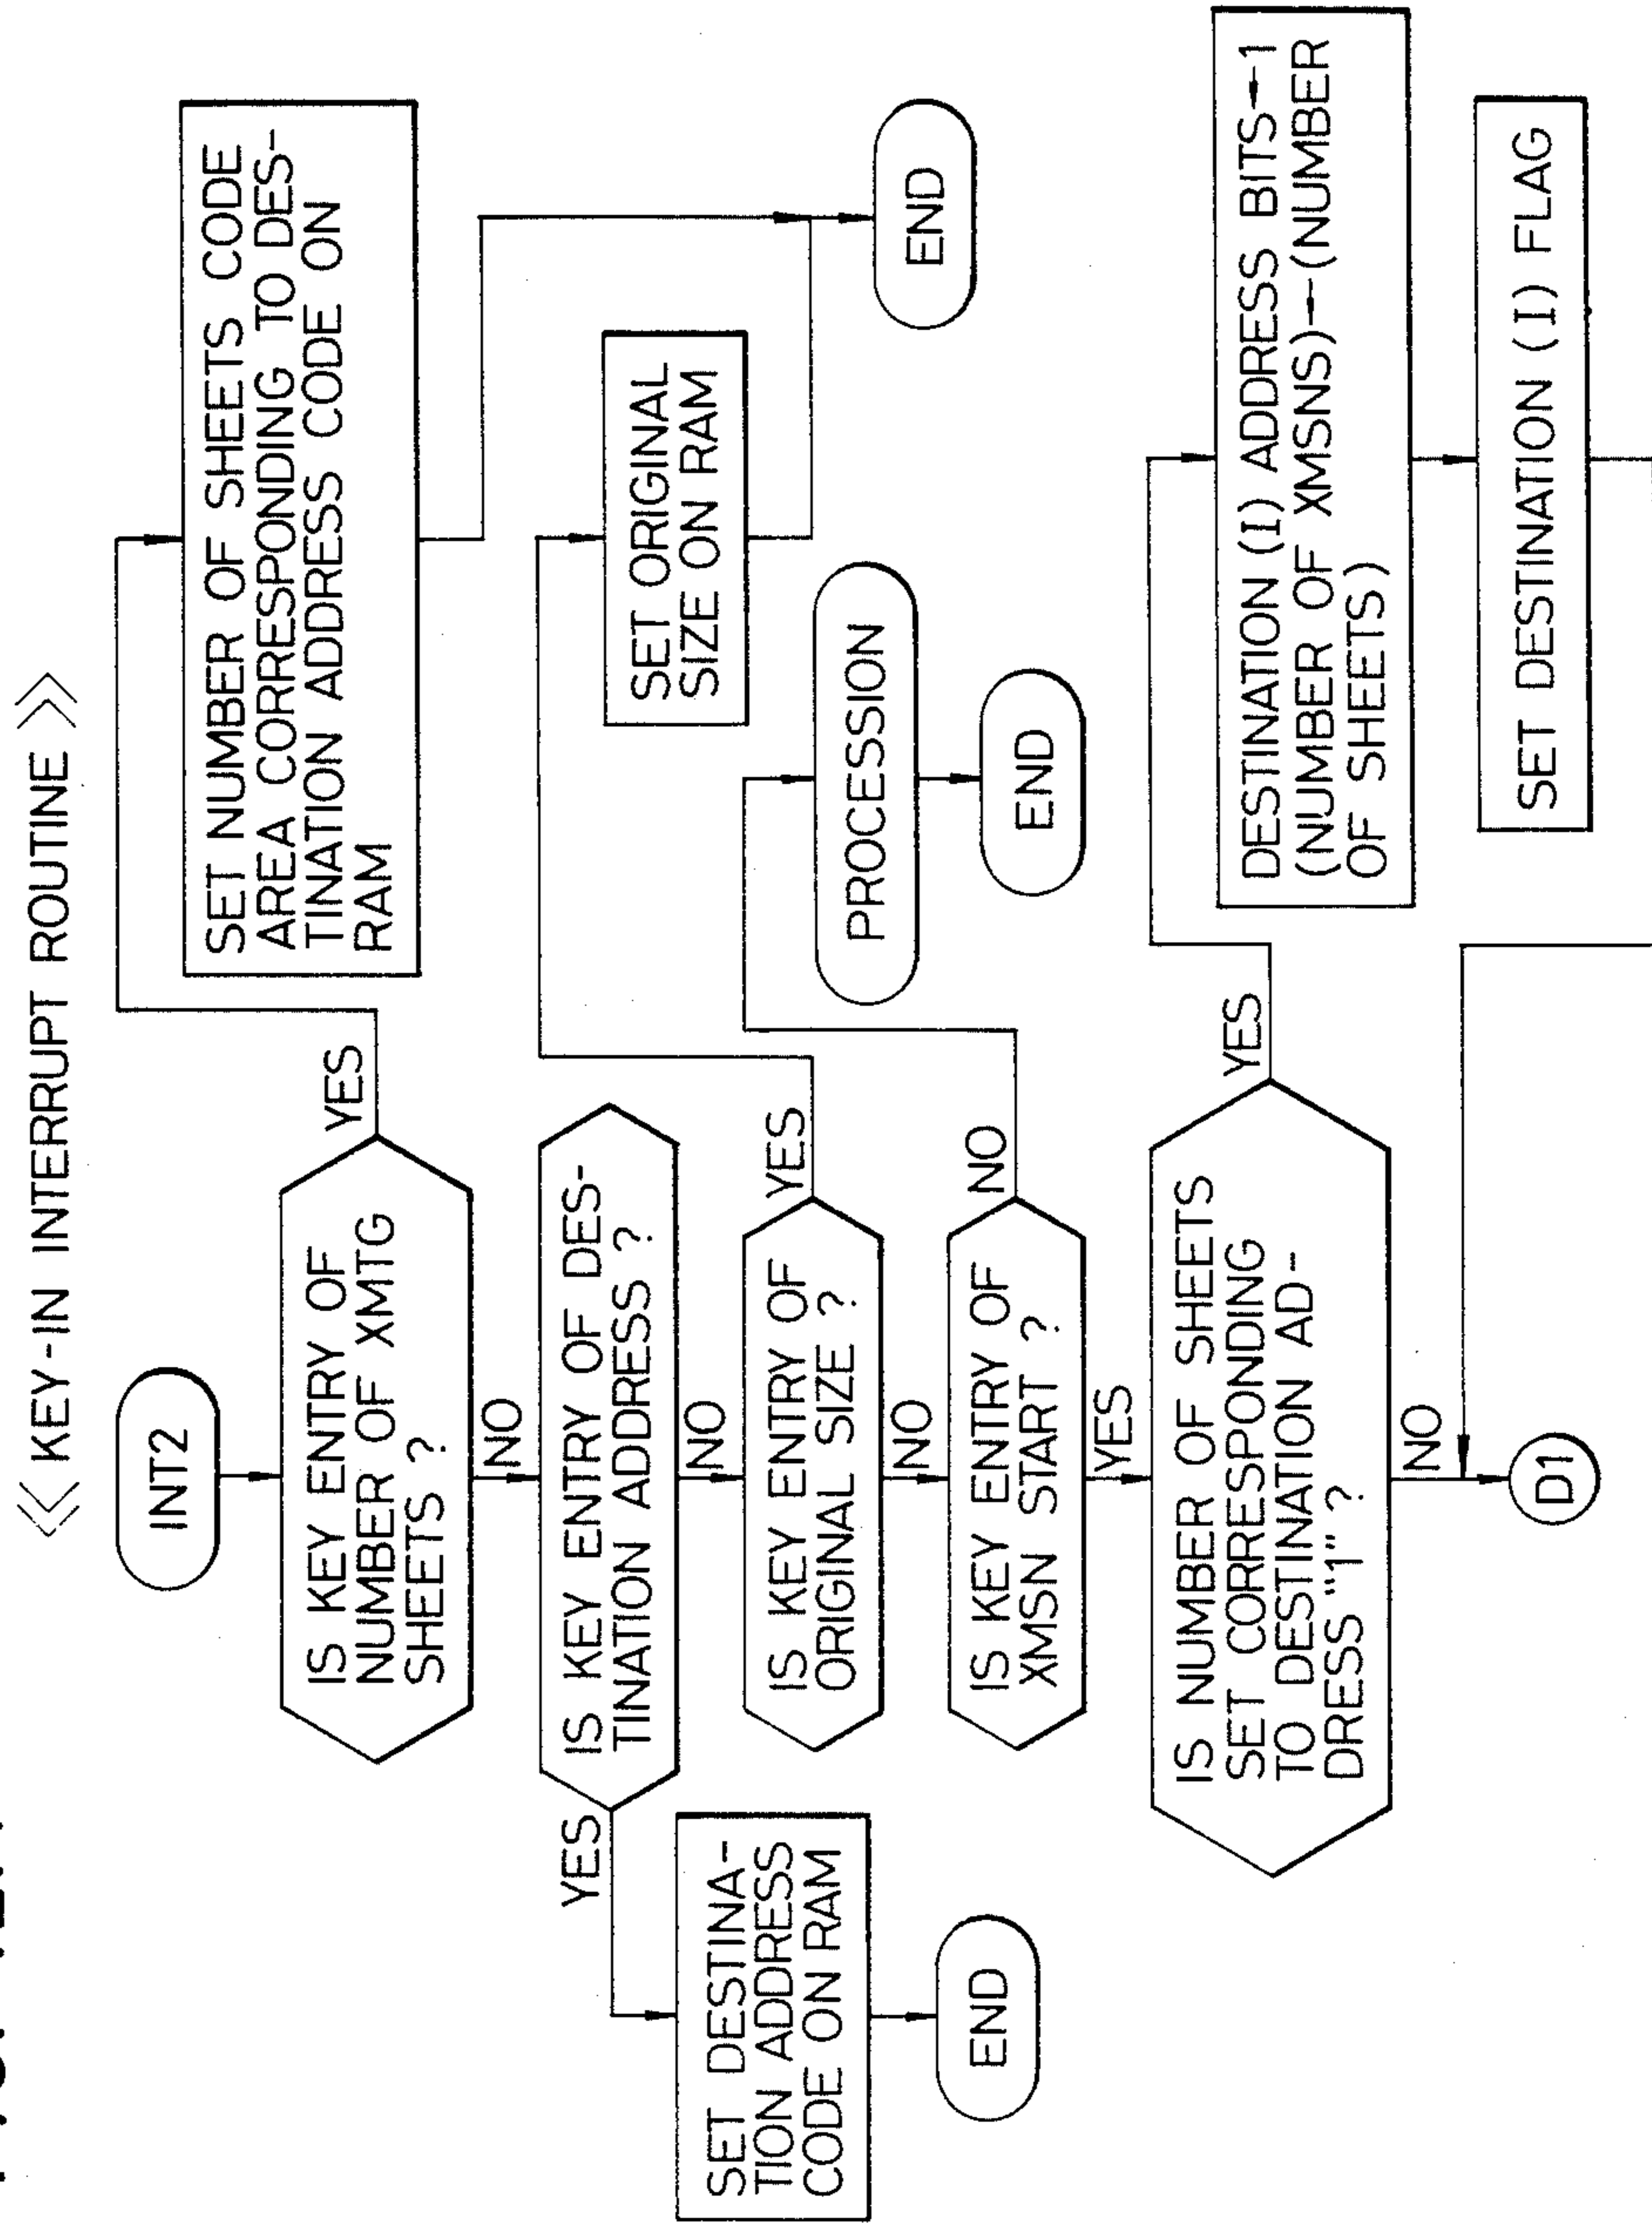 << KEY-IN INTERRUPT ROUTINE >>
INT2
IS KEY ENTRY OF
NUMBER OF XMTG
SHEETS ?
YES
SET NUMBER OF SHEETS CODE
AREA CORRESPONDING TO DES-
TINATION ADDRESS CODE ON
RAM
NO
IS KEY ENTRY OF DES-
TINATION ADDRESS ?
YES
SET DESTINA-
TION ADDRESS
CODE ON RAM
END
NO
IS KEY ENTRY OF
ORIGINAL SIZE ?
YES
SET ORIGINAL
SIZE ON RAM
END
NO
IS KEY ENTRY OF
XMSN START ?
NO
PROCESSION
END
YES
IS NUMBER OF SHEETS
SET CORRESPONDING
TO DESTINATION AD-
DRESS "1" ?
YES
DESTINATION (I) ADDRESS BITS←1
(NUMBER OF XMSNS)←(NUMBER
OF SHEETS)
SET DESTINATION (I) FLAG
NO
D1